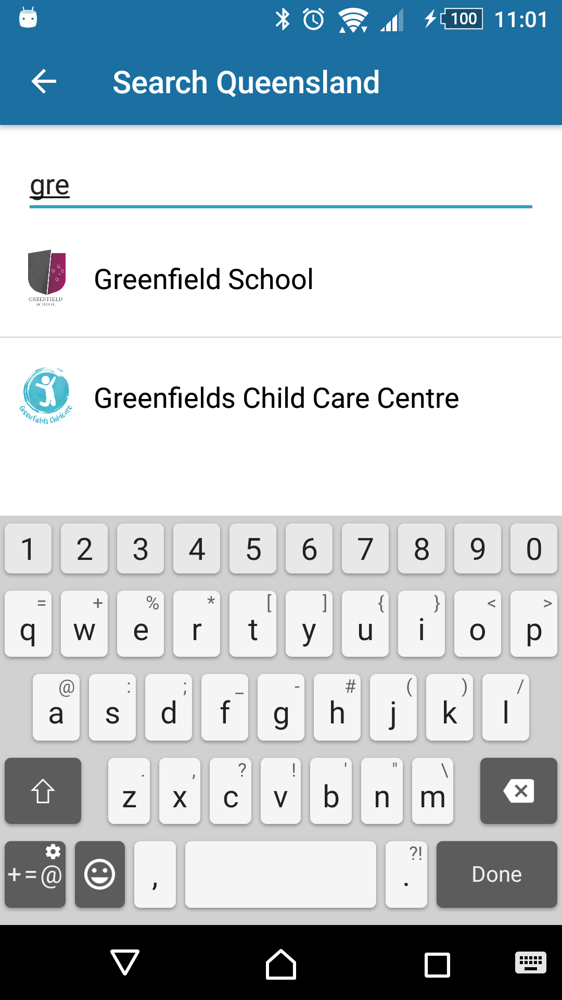 100 11:01
Search Queensland
gre
GREENFIELD
SCHOOL
Greenfield School
Greenfields Childcare
Greenfields Child Care Centre
1 2 3 4 5 6 7 8 9 0
= + % * [ ] { } < >
q w e r t y u i o p
@ : ; _ - # ( ) /
a s d f g h j k l
. , ? ! ' " \
z x c v b n m
?!
+=@ , . Done